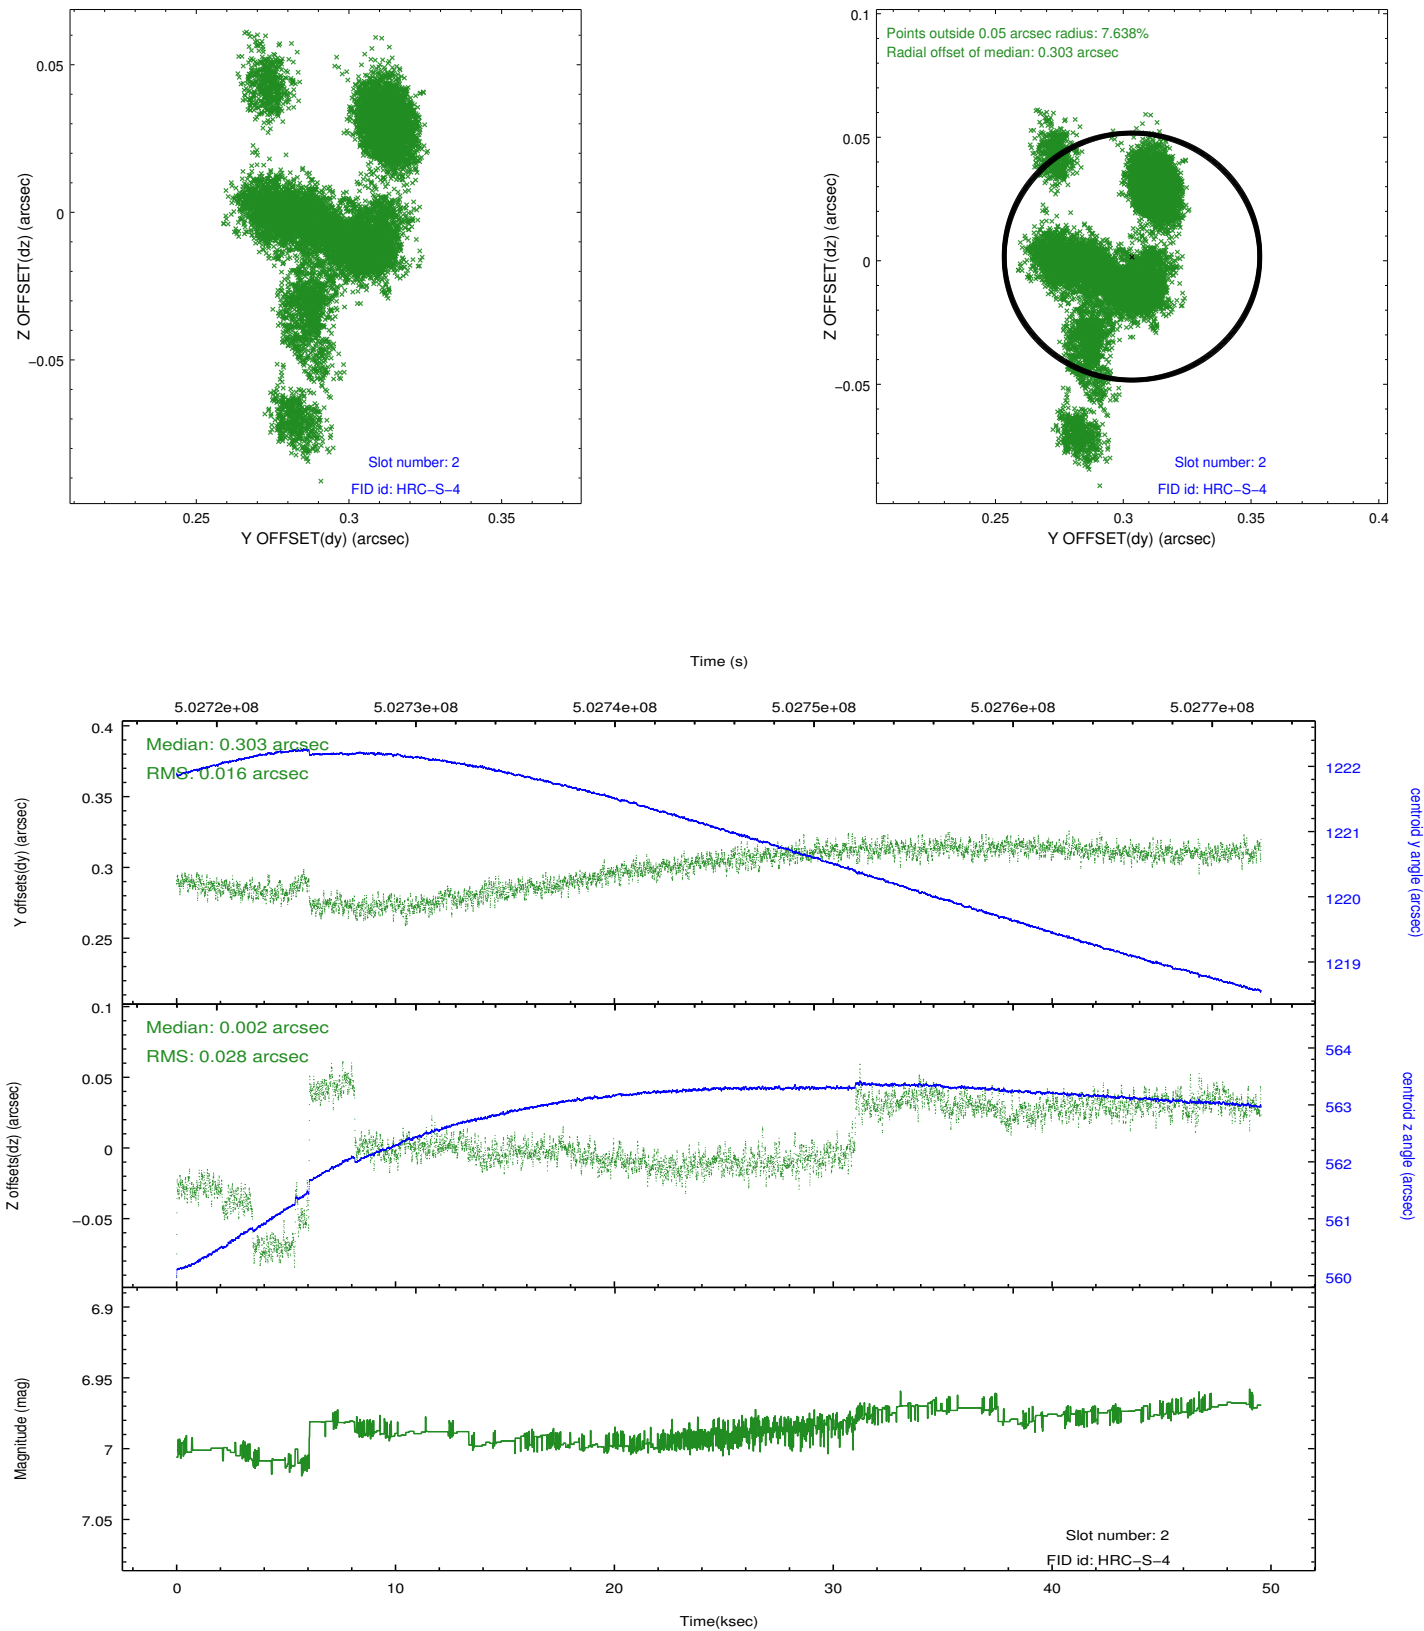 0.05
0
−0.05
Z OFFSET(dz) (arcsec)
0.25
0.3
0.35
Y OFFSET(dy) (arcsec)
Slot number: 2
FID id: HRC−S−4
Points outside 0.05 arcsec radius: 7.638%
Radial offset of median: 0.303 arcsec
0.1
0.05
0
−0.05
Z OFFSET(dz) (arcsec)
Slot number: 2
FID id: HRC−S−4
0.25
0.3
0.35
0.4
Y OFFSET(dy) (arcsec)
Time (s)
5.0272e+08
5.0273e+08
5.0274e+08
5.0275e+08
5.0276e+08
5.0277e+08
Median: 0.303 arcsec
RMS: 0.016 arcsec
0.4
0.35
0.3
0.25
Y offsets(dy) (arcsec)
1222
1221
1220
1219
centroid y angle (arcsec)
Median: 0.002 arcsec
RMS: 0.028 arcsec
0.1
0.05
0
−0.05
Z offsets(dz) (arcsec)
564
563
562
561
560
centroid z angle (arcsec)
6.9
6.95
7
7.05
Magnitude (mag)
Slot number: 2
FID id: HRC−S−4
0
10
20
30
40
50
Time(ksec)